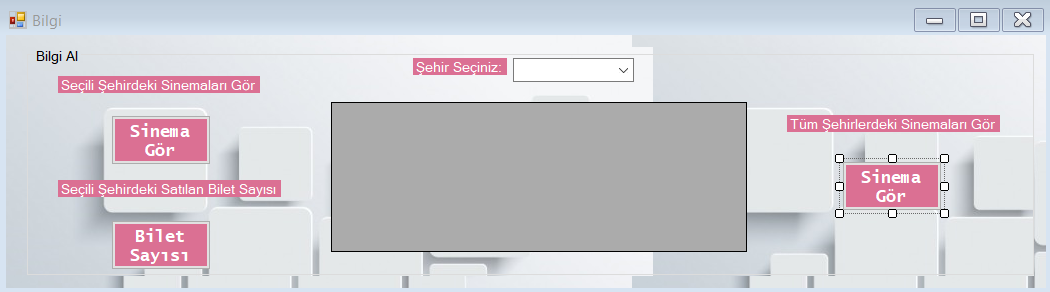 Bilgi
Bilgi Al
Şehir Seçiniz:
Seçili Şehirdeki Sinemaları Gör
Sinema
Gör
Seçili Şehirdeki Satılan Bilet Sayısı
Bilet
Sayısı
Tüm Şehirlerdeki Sinemaları Gör
Sinema
Gör